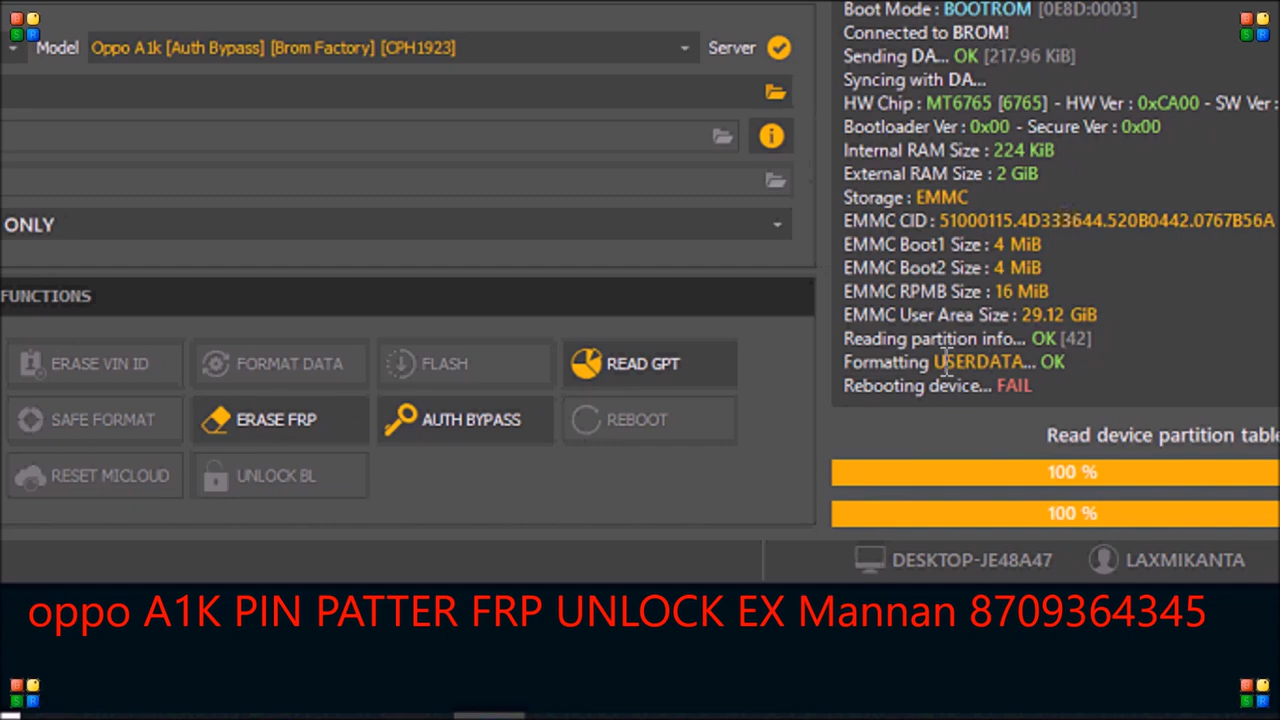 Model Oppo A1k [Auth Bypass] [Brom Factory] [CPH1923] Server
ONLY
FUNCTIONS
ERASE VIN ID FORMAT DATA FLASH READ GPT
SAFE FORMAT ERASE FRP AUTH BYPASS REBOOT
RESET MICLOUD UNLOCK BL
Boot Mode : BOOTROM [0E8D:0003]
Connected to BROM!
Sending DA... OK [217.96 KiB]
Syncing with DA...
HW Chip : MT6765 [6765] - HW Ver : 0xCA00 - SW Ver :
Bootloader Ver : 0x00 - Secure Ver : 0x00
Internal RAM Size : 224 KiB
External RAM Size : 2 GiB
Storage : EMMC
EMMC CID : 51000115.4D333644.520B0442.0767B56A
EMMC Boot1 Size : 4 MiB
EMMC Boot2 Size : 4 MiB
EMMC RPMB Size : 16 MiB
EMMC User Area Size : 29.12 GiB
Reading partition info... OK [42]
Formatting USERDATA... OK
Rebooting device... FAIL
Read device partition table
100 %
100 %
DESKTOP-JE48A47 LAXMIKANTA
oppo A1K PIN PATTER FRP UNLOCK EX Mannan 8709364345